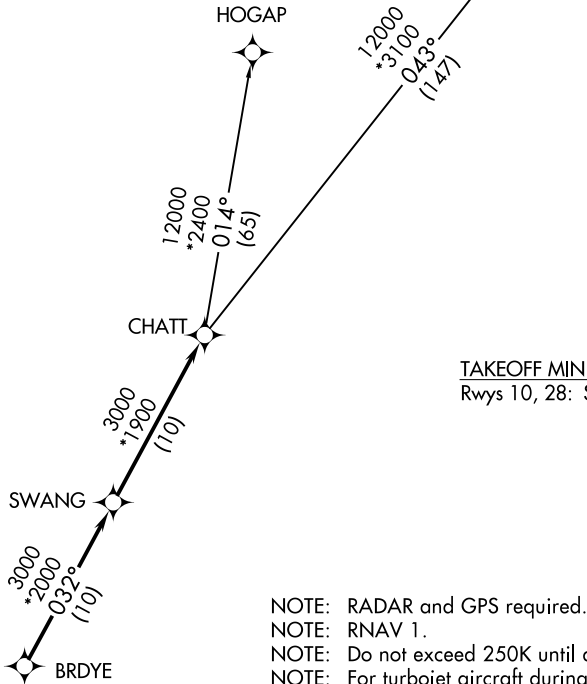 HOGAP
12000
*3100
043°
(147)
12000
*2400
014°
(65)
CHATT
3000
*1900
(10)
TAKEOFF MIN
Rwys 10, 28: S
SWANG
3000
*2000
032°
(10)
BRDYE
NOTE: RADAR and GPS required.
NOTE: RNAV 1.
NOTE: Do not exceed 250K until
NOTE: For turbojet aircraft during